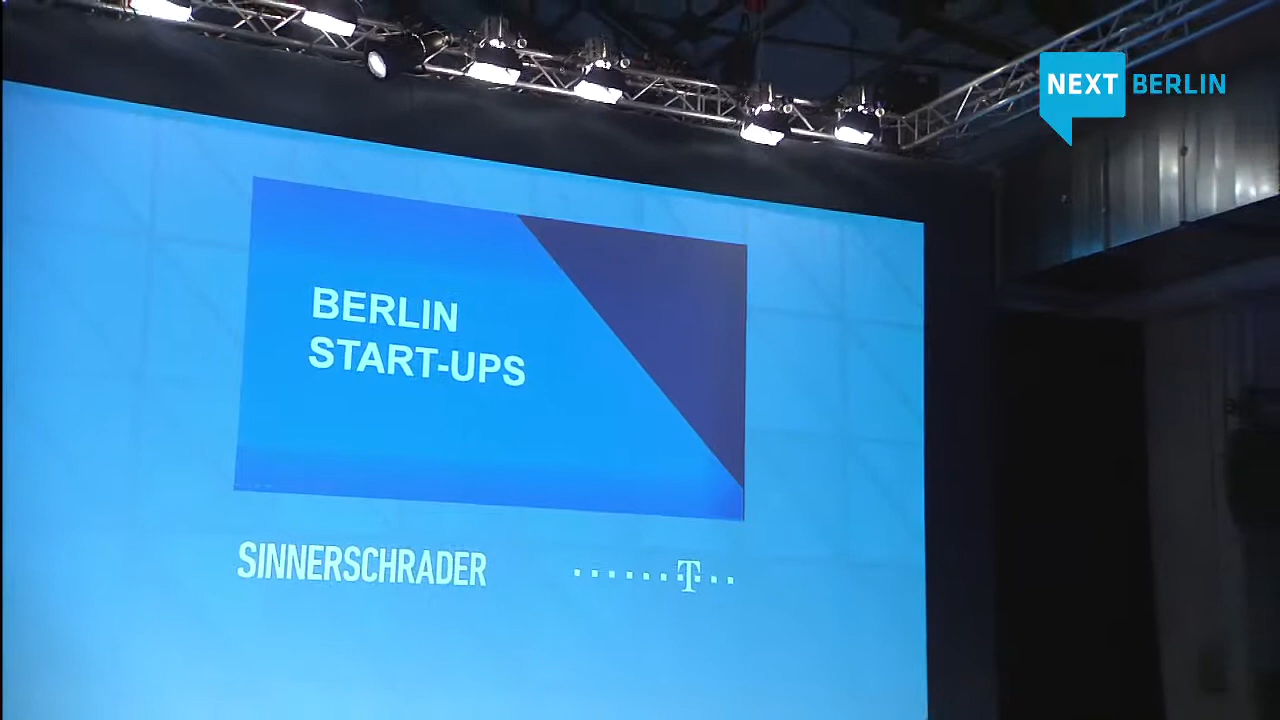 NEXT BERLIN
BERLIN
START-UPS
SINNERSCHRADER
T